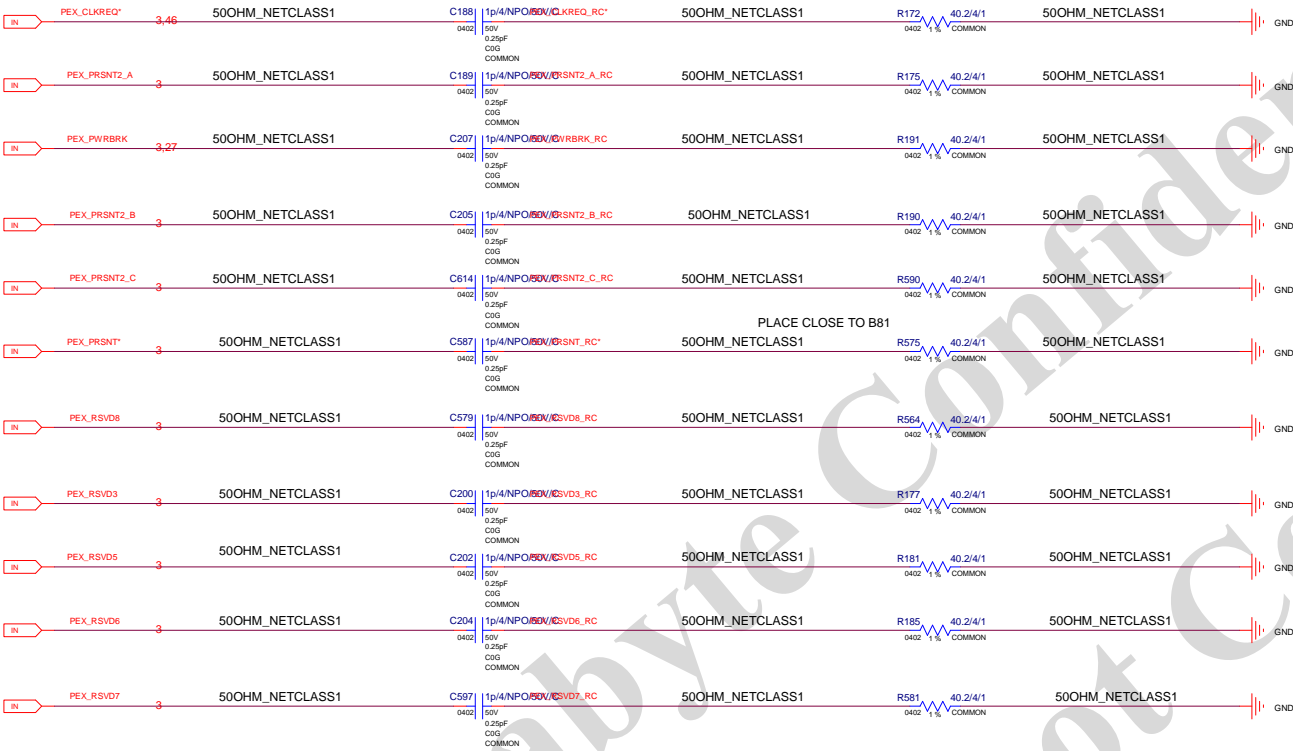 PEX_CLKREQ* 50OHM_NETCLASS1 C188 1p/4/NPO/50V/C PEX_CLKREQ_RC* 50OHM_NETCLASS1 R172 40.2/4/1 50OHM_NETCLASS1
IN 3,46 0402 50V 0402 1% COMMON GND
0.25pF
C0G
COMMON
PEX_PRSNT2_A 50OHM_NETCLASS1 C189 1p/4/NPO/50V/C PEX_PRSNT2_A_RC 50OHM_NETCLASS1 R175 40.2/4/1 50OHM_NETCLASS1
IN 3 0402 50V 0402 1% COMMON GND
0.25pF
C0G
COMMON
PEX_PWRBRK 50OHM_NETCLASS1 C207 1p/4/NPO/50V/C PEX_PWRBRK_RC 50OHM_NETCLASS1 R191 40.2/4/1 50OHM_NETCLASS1
IN 3,27 0402 50V 0402 1% COMMON GND
0.25pF
C0G
COMMON
PEX_PRSNT2_B 50OHM_NETCLASS1 C205 1p/4/NPO/50V/C PEX_PRSNT2_B_RC 50OHM_NETCLASS1 R190 40.2/4/1 50OHM_NETCLASS1
IN 3 0402 50V 0402 1% COMMON GND
0.25pF
C0G
COMMON
PEX_PRSNT2_C 50OHM_NETCLASS1 C614 1p/4/NPO/50V/C PEX_PRSNT2_C_RC 50OHM_NETCLASS1 R590 40.2/4/1 50OHM_NETCLASS1
IN 3 0402 50V 0402 1% COMMON GND
0.25pF
C0G
COMMON
PLACE CLOSE TO B81
PEX_PRSNT* 50OHM_NETCLASS1 C587 1p/4/NPO/50V/C PEX_PRSNT_RC* 50OHM_NETCLASS1 R575 40.2/4/1 50OHM_NETCLASS1
IN 3 0402 50V 0402 1% COMMON GND
0.25pF
C0G
COMMON
PEX_RSVD8 50OHM_NETCLASS1 C579 1p/4/NPO/50V/C PEX_RSVD8_RC 50OHM_NETCLASS1 R564 40.2/4/1 50OHM_NETCLASS1
IN 3 0402 50V 0402 1% COMMON GND
0.25pF
C0G
COMMON
PEX_RSVD3 50OHM_NETCLASS1 C200 1p/4/NPO/50V/C PEX_RSVD3_RC 50OHM_NETCLASS1 R177 40.2/4/1 50OHM_NETCLASS1
IN 3 0402 50V 0402 1% COMMON GND
0.25pF
C0G
COMMON
PEX_RSVD5 50OHM_NETCLASS1 C202 1p/4/NPO/50V/C PEX_RSVD5_RC 50OHM_NETCLASS1 R181 40.2/4/1 50OHM_NETCLASS1
IN 3 0402 50V 0402 1% COMMON GND
0.25pF
C0G
COMMON
PEX_RSVD6 50OHM_NETCLASS1 C204 1p/4/NPO/50V/C PEX_RSVD6_RC 50OHM_NETCLASS1 R185 40.2/4/1 50OHM_NETCLASS1
IN 3 0402 50V 0402 1% COMMON GND
0.25pF
C0G
COMMON
PEX_RSVD7 50OHM_NETCLASS1 C597 1p/4/NPO/50V/C PEX_RSVD7_RC 50OHM_NETCLASS1 R581 40.2/4/1 50OHM_NETCLASS1
IN 3 0402 50V 0402 1% COMMON GND
0.25pF
C0G
COMMON
abyte Confiden
ot Co